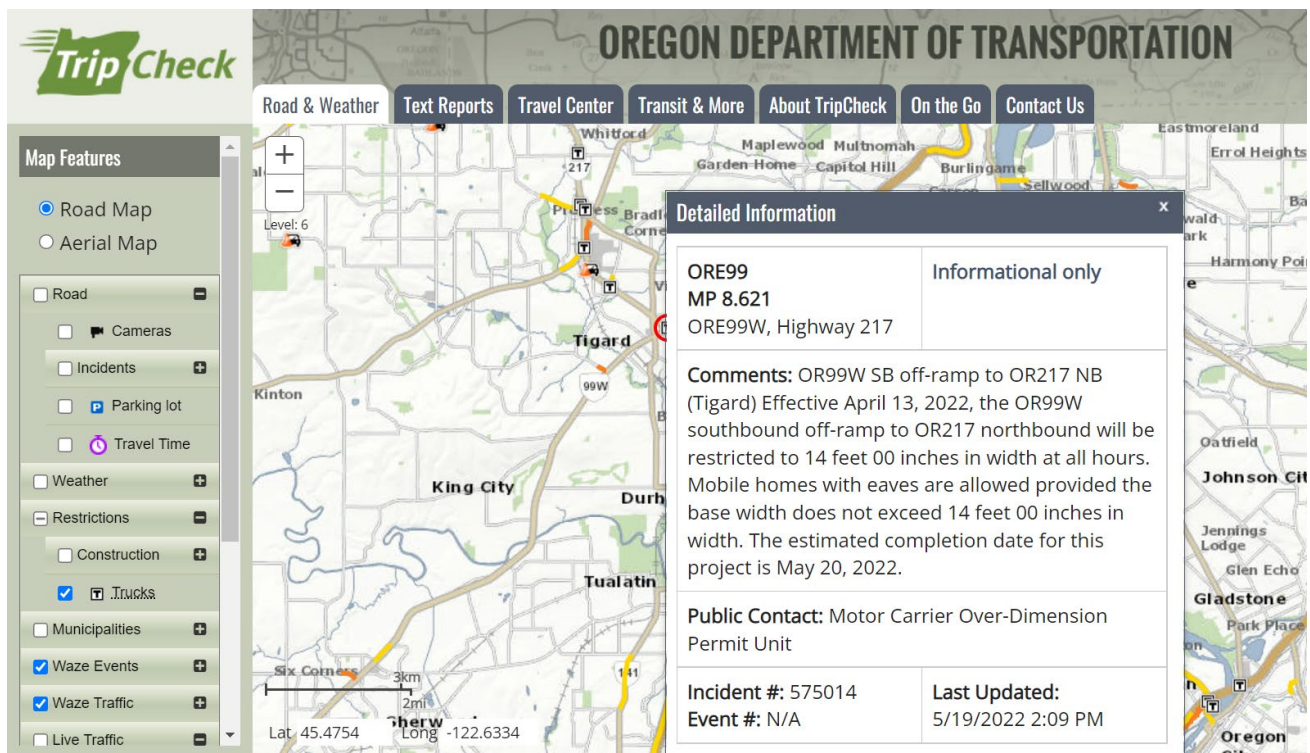 Trip Check
OREGON DEPARTMENT OF TRANSPORTATION
Road & Weather
Text Reports
Travel Center
Transit & More
About TripCheck
On the Go
Contact Us
Map Features
Road Map
Aerial Map
Road
Cameras
Incidents
P Parking lot
Travel Time
Weather
Restrictions
Construction
T Trucks
Municipalities
Waze Events
Waze Traffic
Live Traffic
+
−
Level: 6
Whitford
217
Maplewood Multnomah
Garden Home
Capitol Hill
Burlingame
Sellwood
Eastmoreland
Errol Heights
Tigard
99W
Kinton
King City
Durh
Tualatin
Six Corners
141
3km
2mi
Lat 45.4754 Long -122.6334
Harmony Poi
Oatfield
Johnson Cit
Jennings
Lodge
Glen Echo
Gladstone
Park Place
Oregon
Detailed Information
x
ORE99
MP 8.621
ORE99W, Highway 217
Informational only
Comments: OR99W SB off-ramp to OR217 NB
(Tigard) Effective April 13, 2022, the OR99W
southbound off-ramp to OR217 northbound will be
restricted to 14 feet 00 inches in width at all hours.
Mobile homes with eaves are allowed provided the
base width does not exceed 14 feet 00 inches in
width. The estimated completion date for this
project is May 20, 2022.
Public Contact: Motor Carrier Over-Dimension
Permit Unit
Incident #: 575014
Event #: N/A
Last Updated:
5/19/2022 2:09 PM